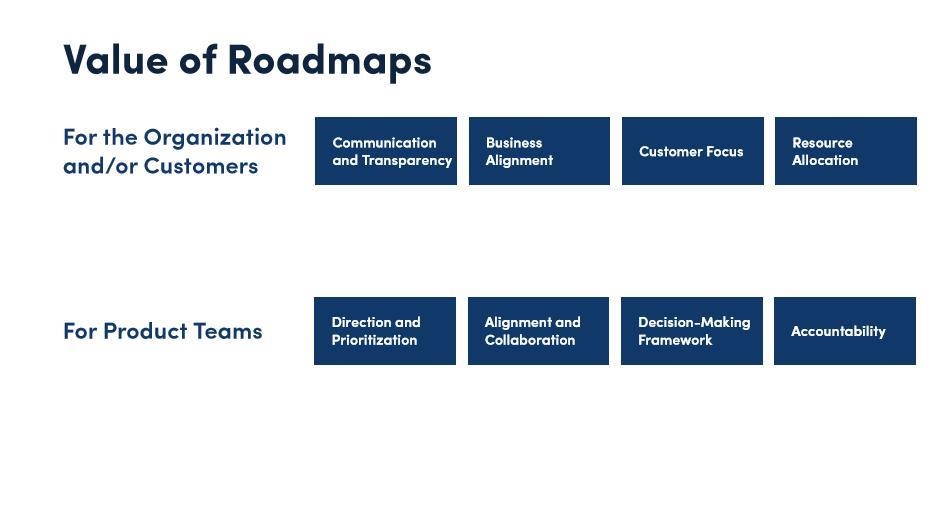 Value of Roadmaps
For the Organization
and/or Customers
Communication
and Transparency
Business
Alignment
Customer Focus
Resource
Allocation
For Product Teams
Direction and
Prioritization
Alignment and
Collaboration
Decision-Making
Framework
Accountability